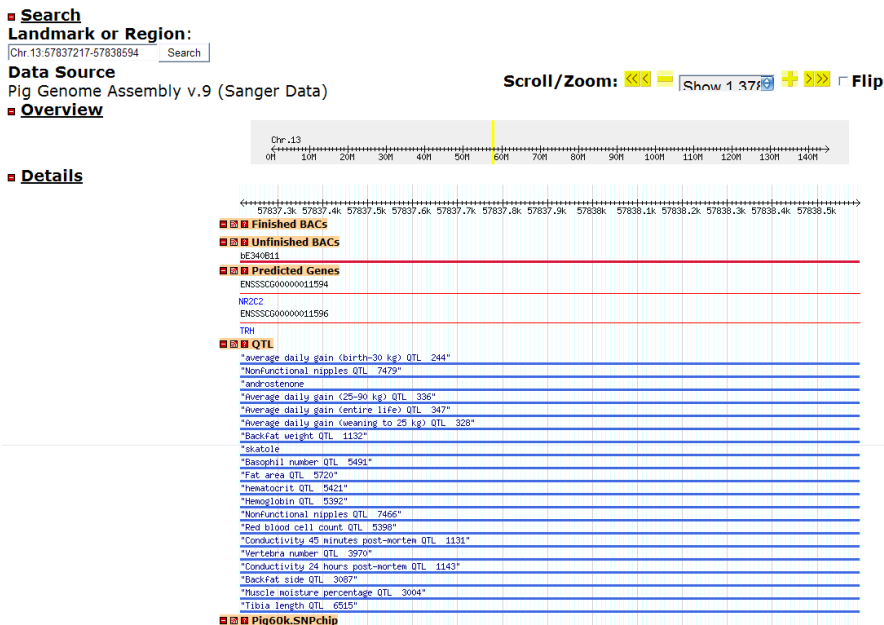 Search
Landmark or Region:
Chr.13:57837217-57838594 Search
Data Source
Pig Genome Assembly v.9 (Sanger Data)
Scroll/Zoom: Show 1.378 Flip
Overview
Chr.13
0M 10M 20M 30M 40M 50M 60M 70M 80M 90M 100M 110M 120M 130M 140M
Details
57837.3k 57837.4k 57837.5k 57837.6k 57837.7k 57837.8k 57837.9k 57838k 57838.1k 57838.2k 57838.3k 57838.4k 57838.5k
Finished BACs
Unfinished BACs
bE340B11
Predicted Genes
ENSSSCG00000011594
NR2C2
ENSSSCG00000011596
TRH
QTL
"average daily gain (birth-30 kg) QTL 244"
"Nonfunctional nipples QTL 7479"
"androstenone
"Average daily gain (25-90 kg) QTL 336"
"Average daily gain (entire life) QTL 347"
"Average daily gain (weaning to 25 kg) QTL 328"
"Backfat weight QTL 1132"
"skatole
"Basophil number QTL 5491"
"Fat area QTL 5720"
"hematocrit QTL 5421"
"Hemoglobin QTL 5392"
"Nonfunctional nipples QTL 7466"
"Red blood cell count QTL 5398"
"Conductivity 45 minutes post-mortem QTL 1131"
"Vertebra number QTL 3970"
"Conductivity 24 hours post-mortem QTL 1143"
"Backfat side QTL 3087"
"Muscle moisture percentage QTL 3004"
"Tibia length QTL 6515"
Pig60k.SNPchip